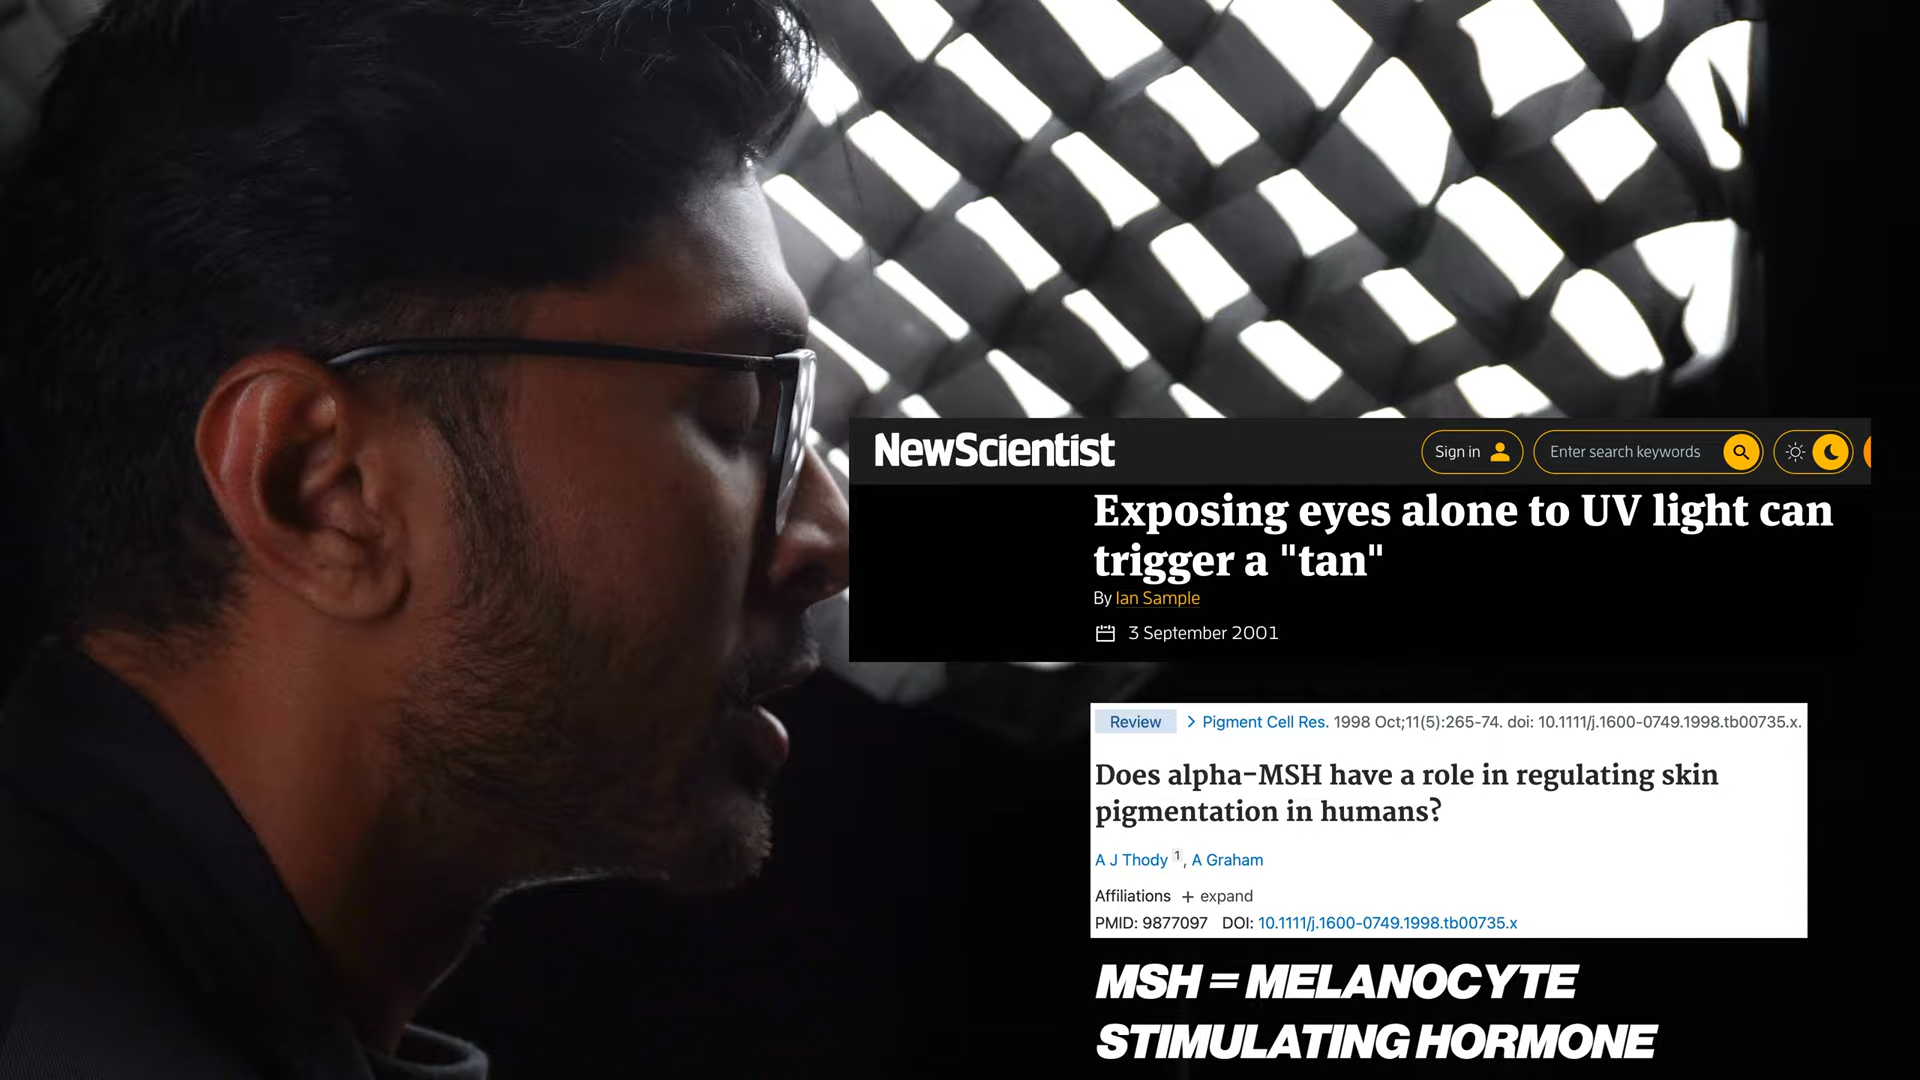 NewScientist
Sign in
Enter search keywords
Exposing eyes alone to UV light can
trigger a "tan"
By Ian Sample
3 September 2001
Review > Pigment Cell Res. 1998 Oct;11(5):265-74. doi: 10.1111/j.1600-0749.1998.tb00735.x.
Does alpha-MSH have a role in regulating skin
pigmentation in humans?
A J Thody 1, A Graham
Affiliations + expand
PMID: 9877097 DOI: 10.1111/j.1600-0749.1998.tb00735.x
MSH = MELANOCYTE
STIMULATING HORMONE